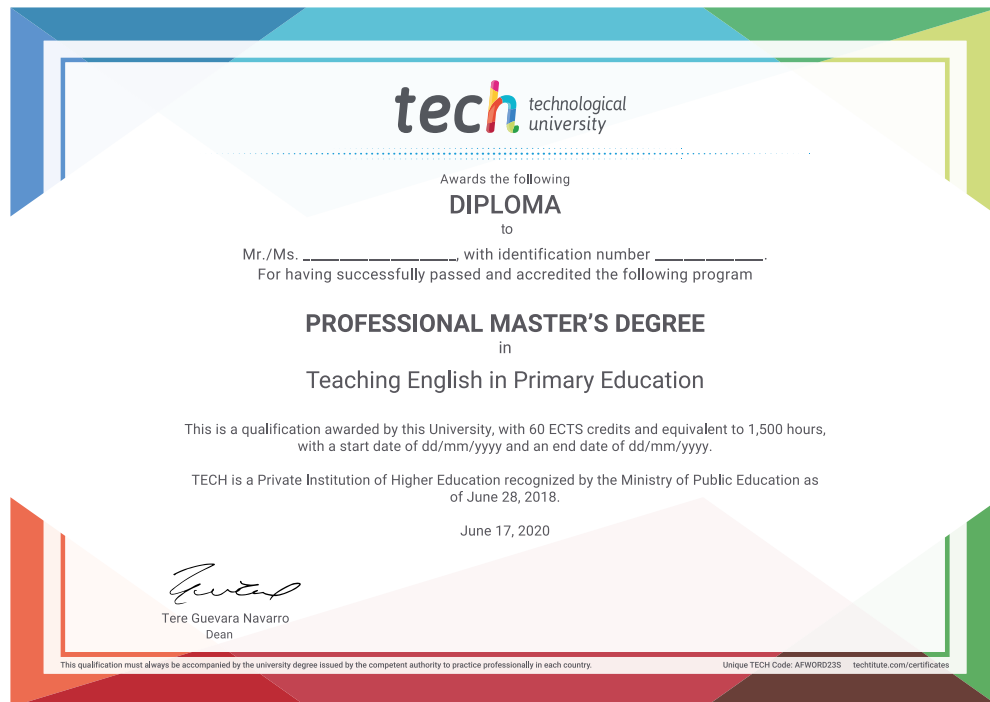 tech technological
university
Awards the following
DIPLOMA
to
Mr./Ms. ___________________, with identification number ______________.
For having successfully passed and accredited the following program
PROFESSIONAL MASTER'S DEGREE
in
Teaching English in Primary Education
This is a qualification awarded by this University, with 60 ECTS credits and equivalent to 1,500 hours,
with a start date of dd/mm/yyyy and an end date of dd/mm/yyyy.
TECH is a Private Institution of Higher Education recognized by the Ministry of Public Education as
of June 28, 2018.
June 17, 2020
Tere Guevara Navarro
Dean
This qualification must always be accompanied by the university degree issued by the competent authority to practice professionally in each country.
Unique TECH Code: AFWORD23S techtitute.com/certificates